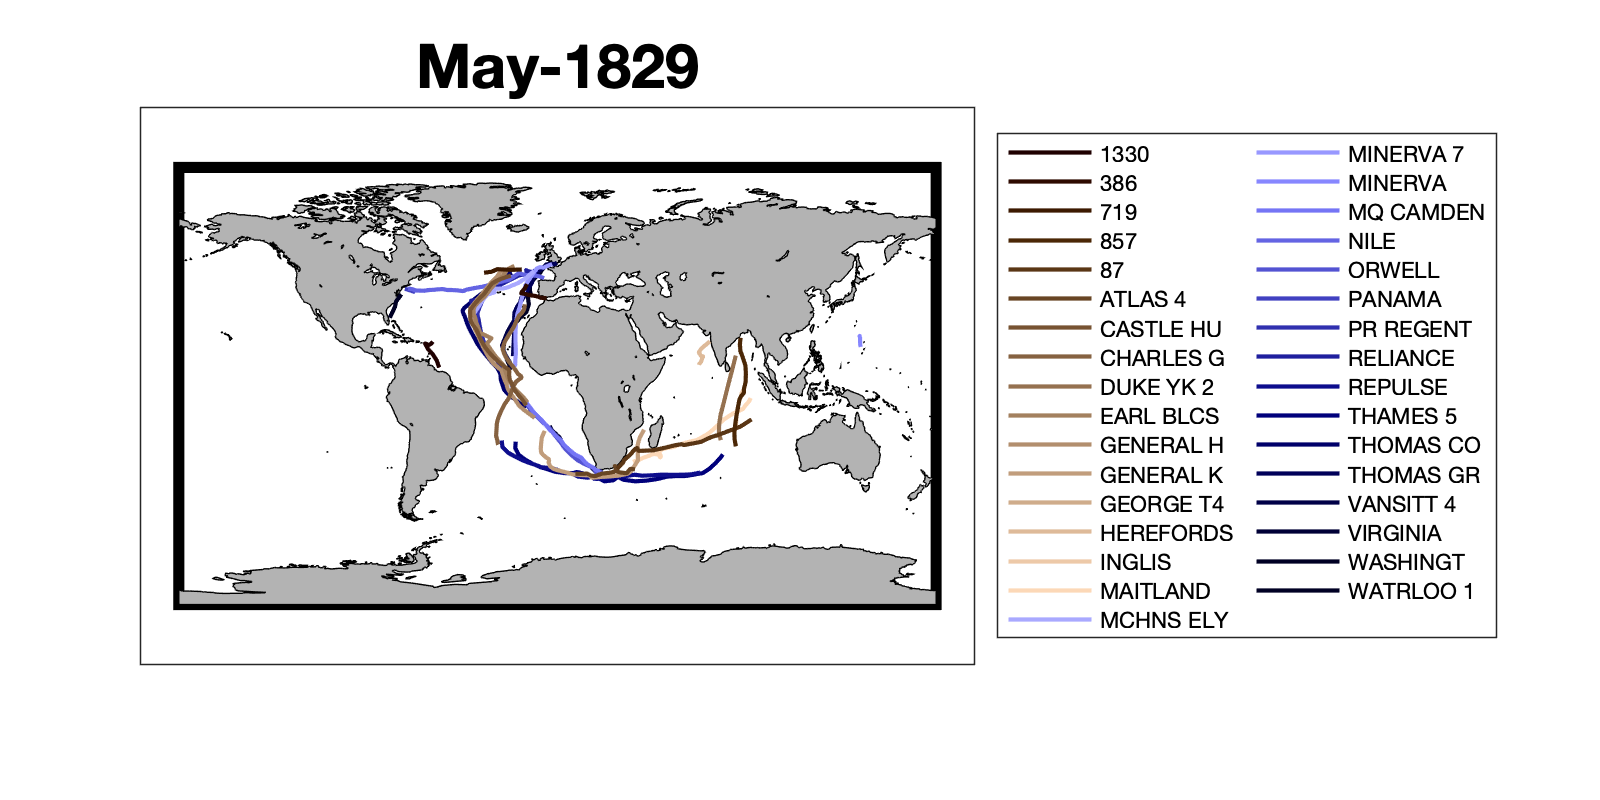 May-1829
1330
386
719
857
87
ATLAS 4
CASTLE HU
CHARLES G
DUKE YK 2
EARL BLCS
GENERAL H
GENERAL K
GEORGE T4
HEREFORDS
INGLIS
MAITLAND
MCHNS ELY
MINERVA 7
MINERVA
MQ CAMDEN
NILE
ORWELL
PANAMA
PR REGENT
RELIANCE
REPULSE
THAMES 5
THOMAS CO
THOMAS GR
VANSITT 4
VIRGINIA
WASHINGT
WATRLOO 1